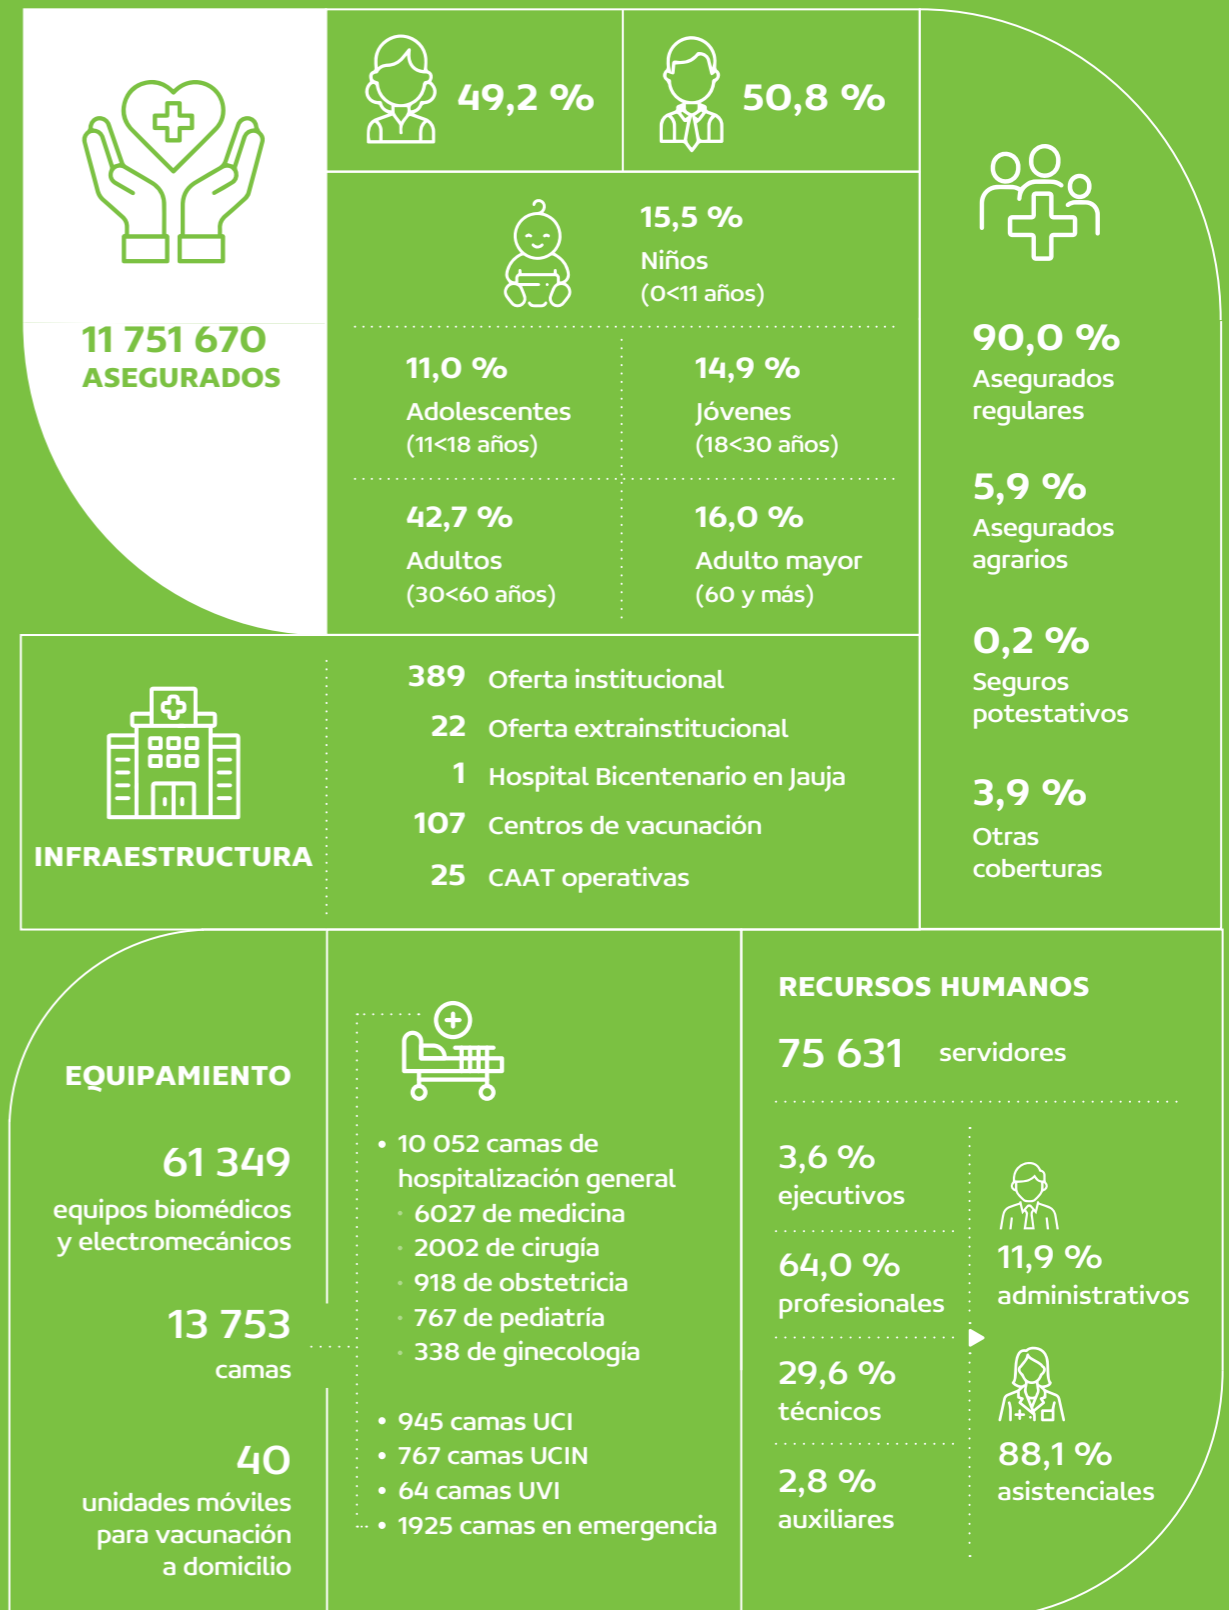 11 751 670
ASEGURADOS
49,2 %
50,8 %
15,5 %
Niños
(0<11 años)
11,0 %
Adolescentes
(11<18 años)
14,9 %
Jóvenes
(18<30 años)
42,7 %
Adultos
(30<60 años)
16,0 %
Adulto mayor
(60 y más)
90,0 %
Asegurados
regulares
5,9 %
Asegurados
agrarios
0,2 %
Seguros
potestativos
3,9 %
Otras
coberturas
INFRAESTRUCTURA
389 Oferta institucional
22 Oferta extrainstitucional
1 Hospital Bicentenario en Jauja
107 Centros de vacunación
25 CAAT operativas
EQUIPAMIENTO
61 349
equipos biomédicos
y electromecánicos
13 753
camas
40
unidades móviles
para vacunación
a domicilio
• 10 052 camas de
hospitalización general
• 6027 de medicina
• 2002 de cirugía
• 918 de obstetricia
• 767 de pediatría
• 338 de ginecología
• 945 camas UCI
• 767 camas UCIN
• 64 camas UVI
• 1925 camas en emergencia
RECURSOS HUMANOS
75 631 servidores
3,6 %
ejecutivos
64,0 %
profesionales
29,6 %
técnicos
2,8 %
auxiliares
11,9 %
administrativos
88,1 %
asistenciales